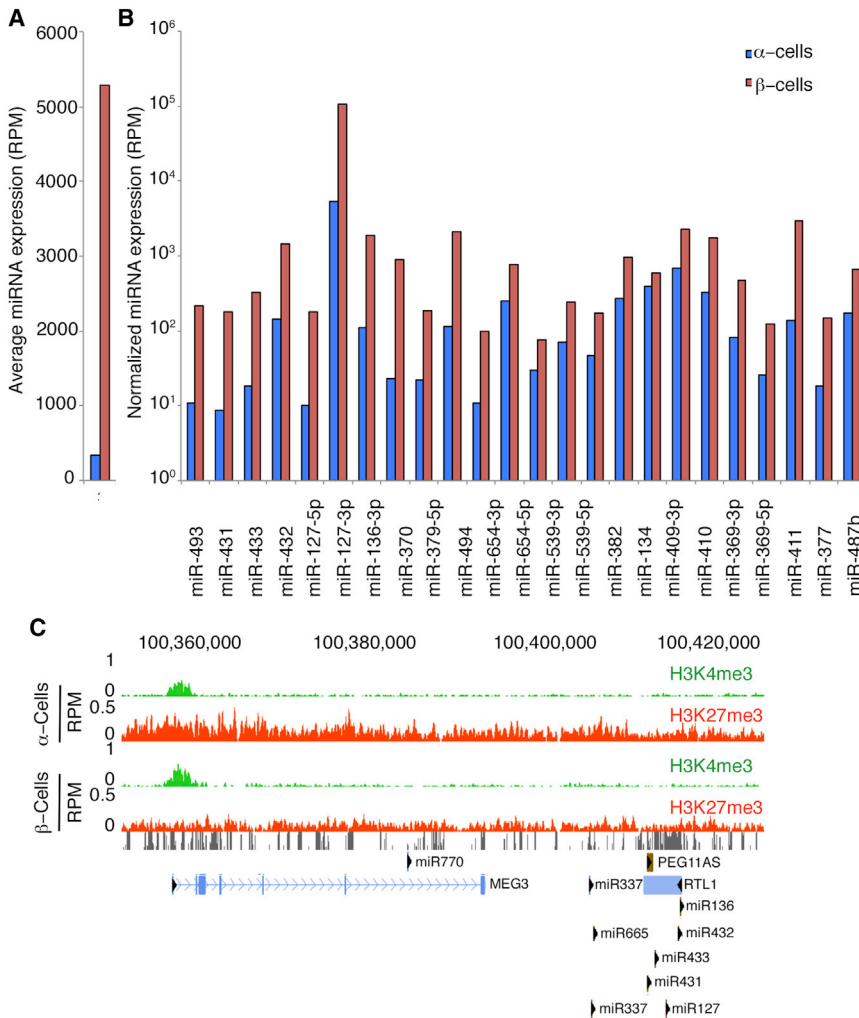 A
B
Average miRNA expression (RPM)
6000
5000
4000
3000
2000
1000
0
Normalized miRNA expression (RPM)
10⁶
10⁵
10⁴
10³
10²
10¹
10⁰
α-cells
β-cells
miR-493
miR-431
miR-433
miR-432
miR-127-5p
miR-127-3p
miR-136-3p
miR-370
miR-379-5p
miR-494
miR-654-3p
miR-654-5p
miR-539-3p
miR-539-5p
miR-382
miR-134
miR-409-3p
miR-410
miR-369-3p
miR-369-5p
miR-411
miR-377
miR-487b
C
100,360,000 100,380,000 100,400,000 100,420,000
α-Cells
RPM
1
0
H3K4me3
0.5
0
H3K27me3
β-Cells
RPM
1
0
H3K4me3
0.5
0
H3K27me3
miR770 PEG11AS
MEG3 miR337 RTL1
miR136
miR665 miR432
miR433
miR431
miR337 miR127